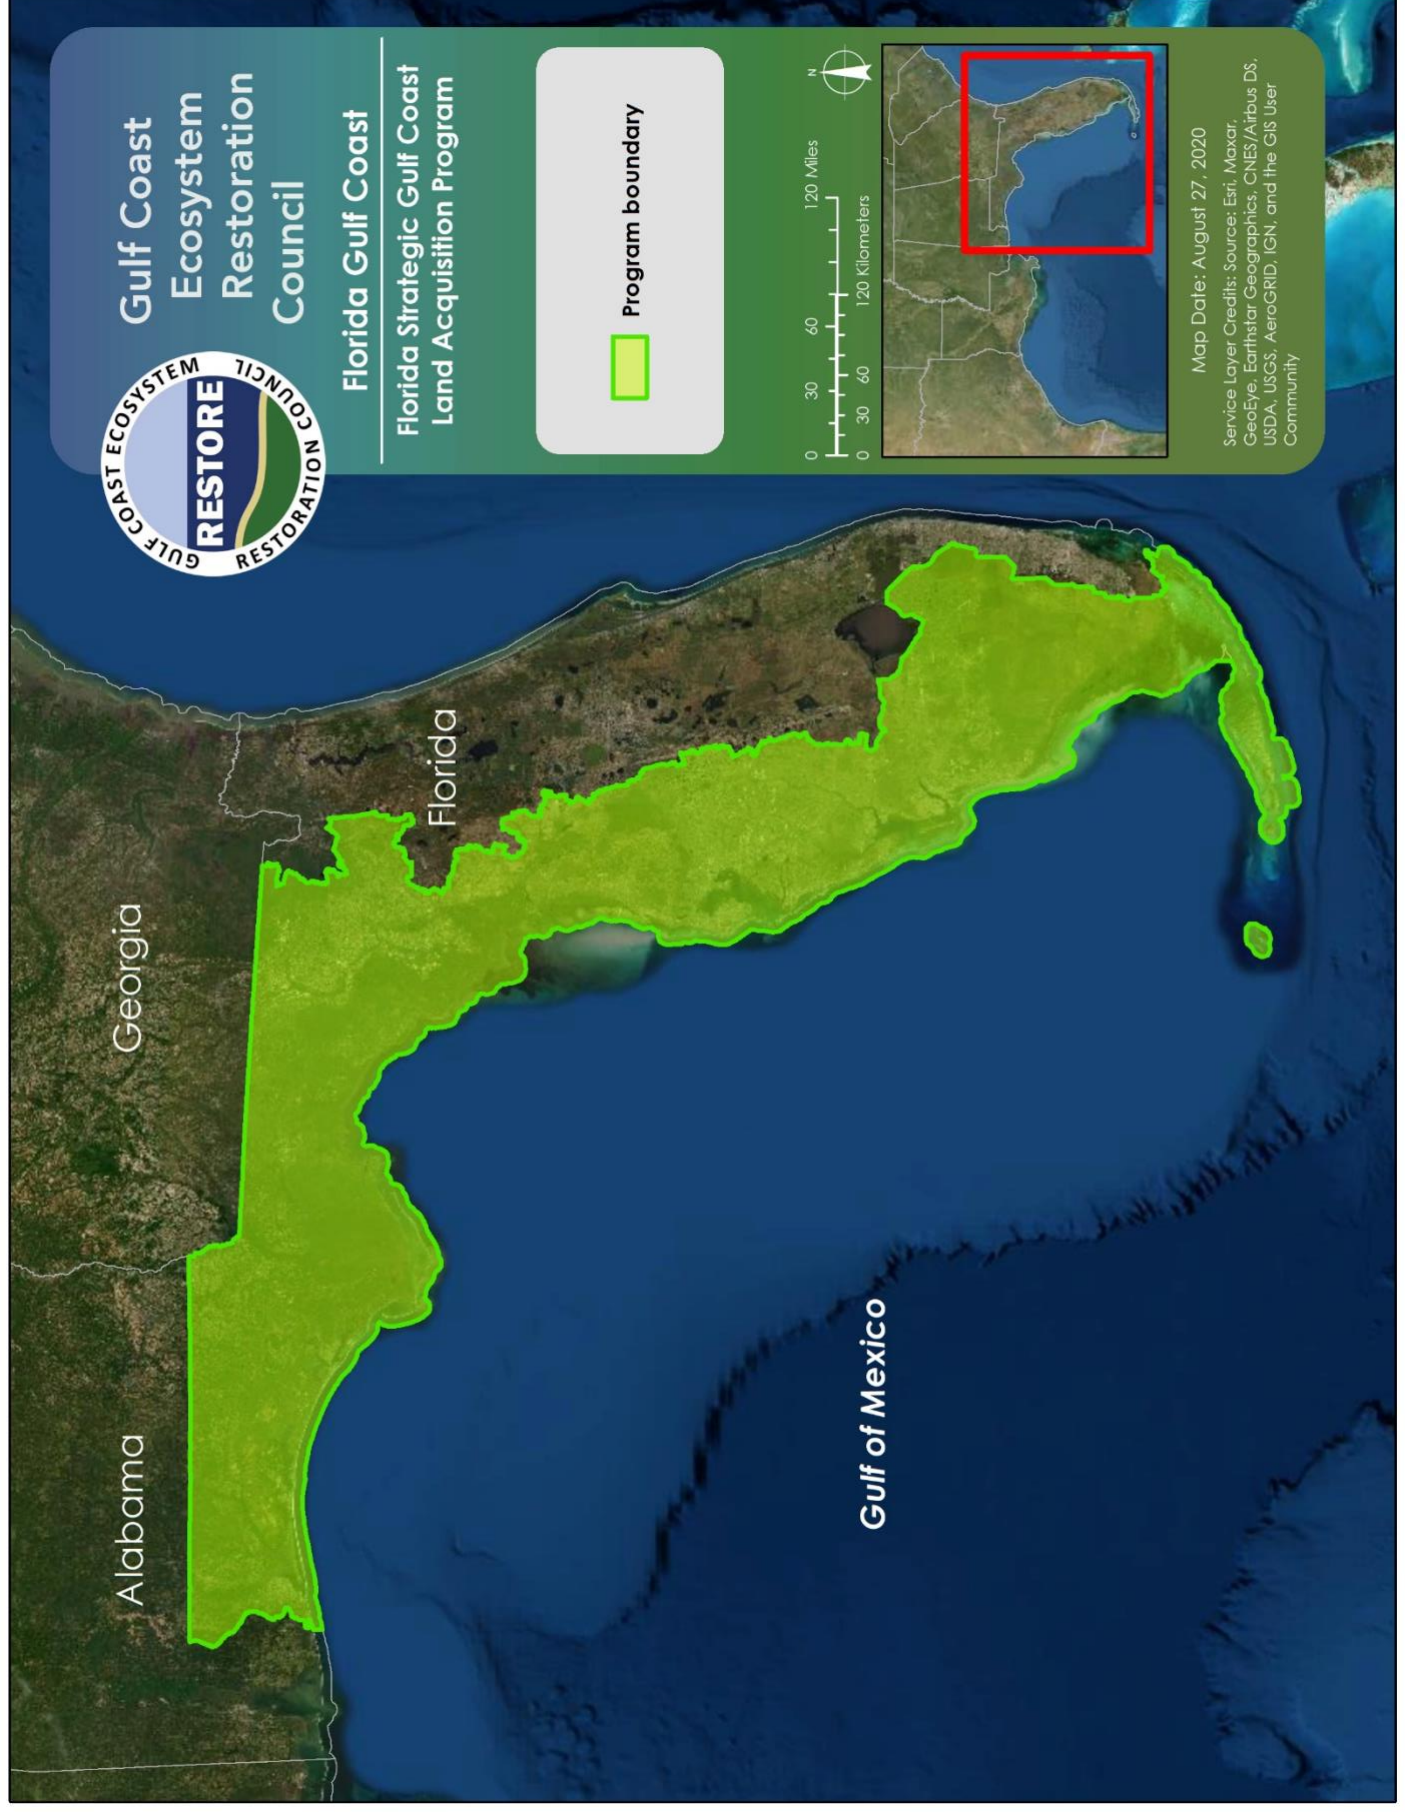 Gulf Coast
Ecosystem
Restoration
Council
GULF COAST ECOSYSTEM
RESTORE
RESTORATION COUNCIL
Florida Gulf Coast
Florida Strategic Gulf Coast
Land Acquisition Program
Program boundary
N
0 30 60 120 Miles
0 30 60 120 Kilometers
Map Date: August 27, 2020
Service Layer Credits: Source: Esri, Maxar,
GeoEye, Earthstar Geographics, CNES/Airbus DS,
USDA, USGS, AeroGRID, IGN, and the GIS User
Community
Alabama
Georgia
Florida
Gulf of Mexico